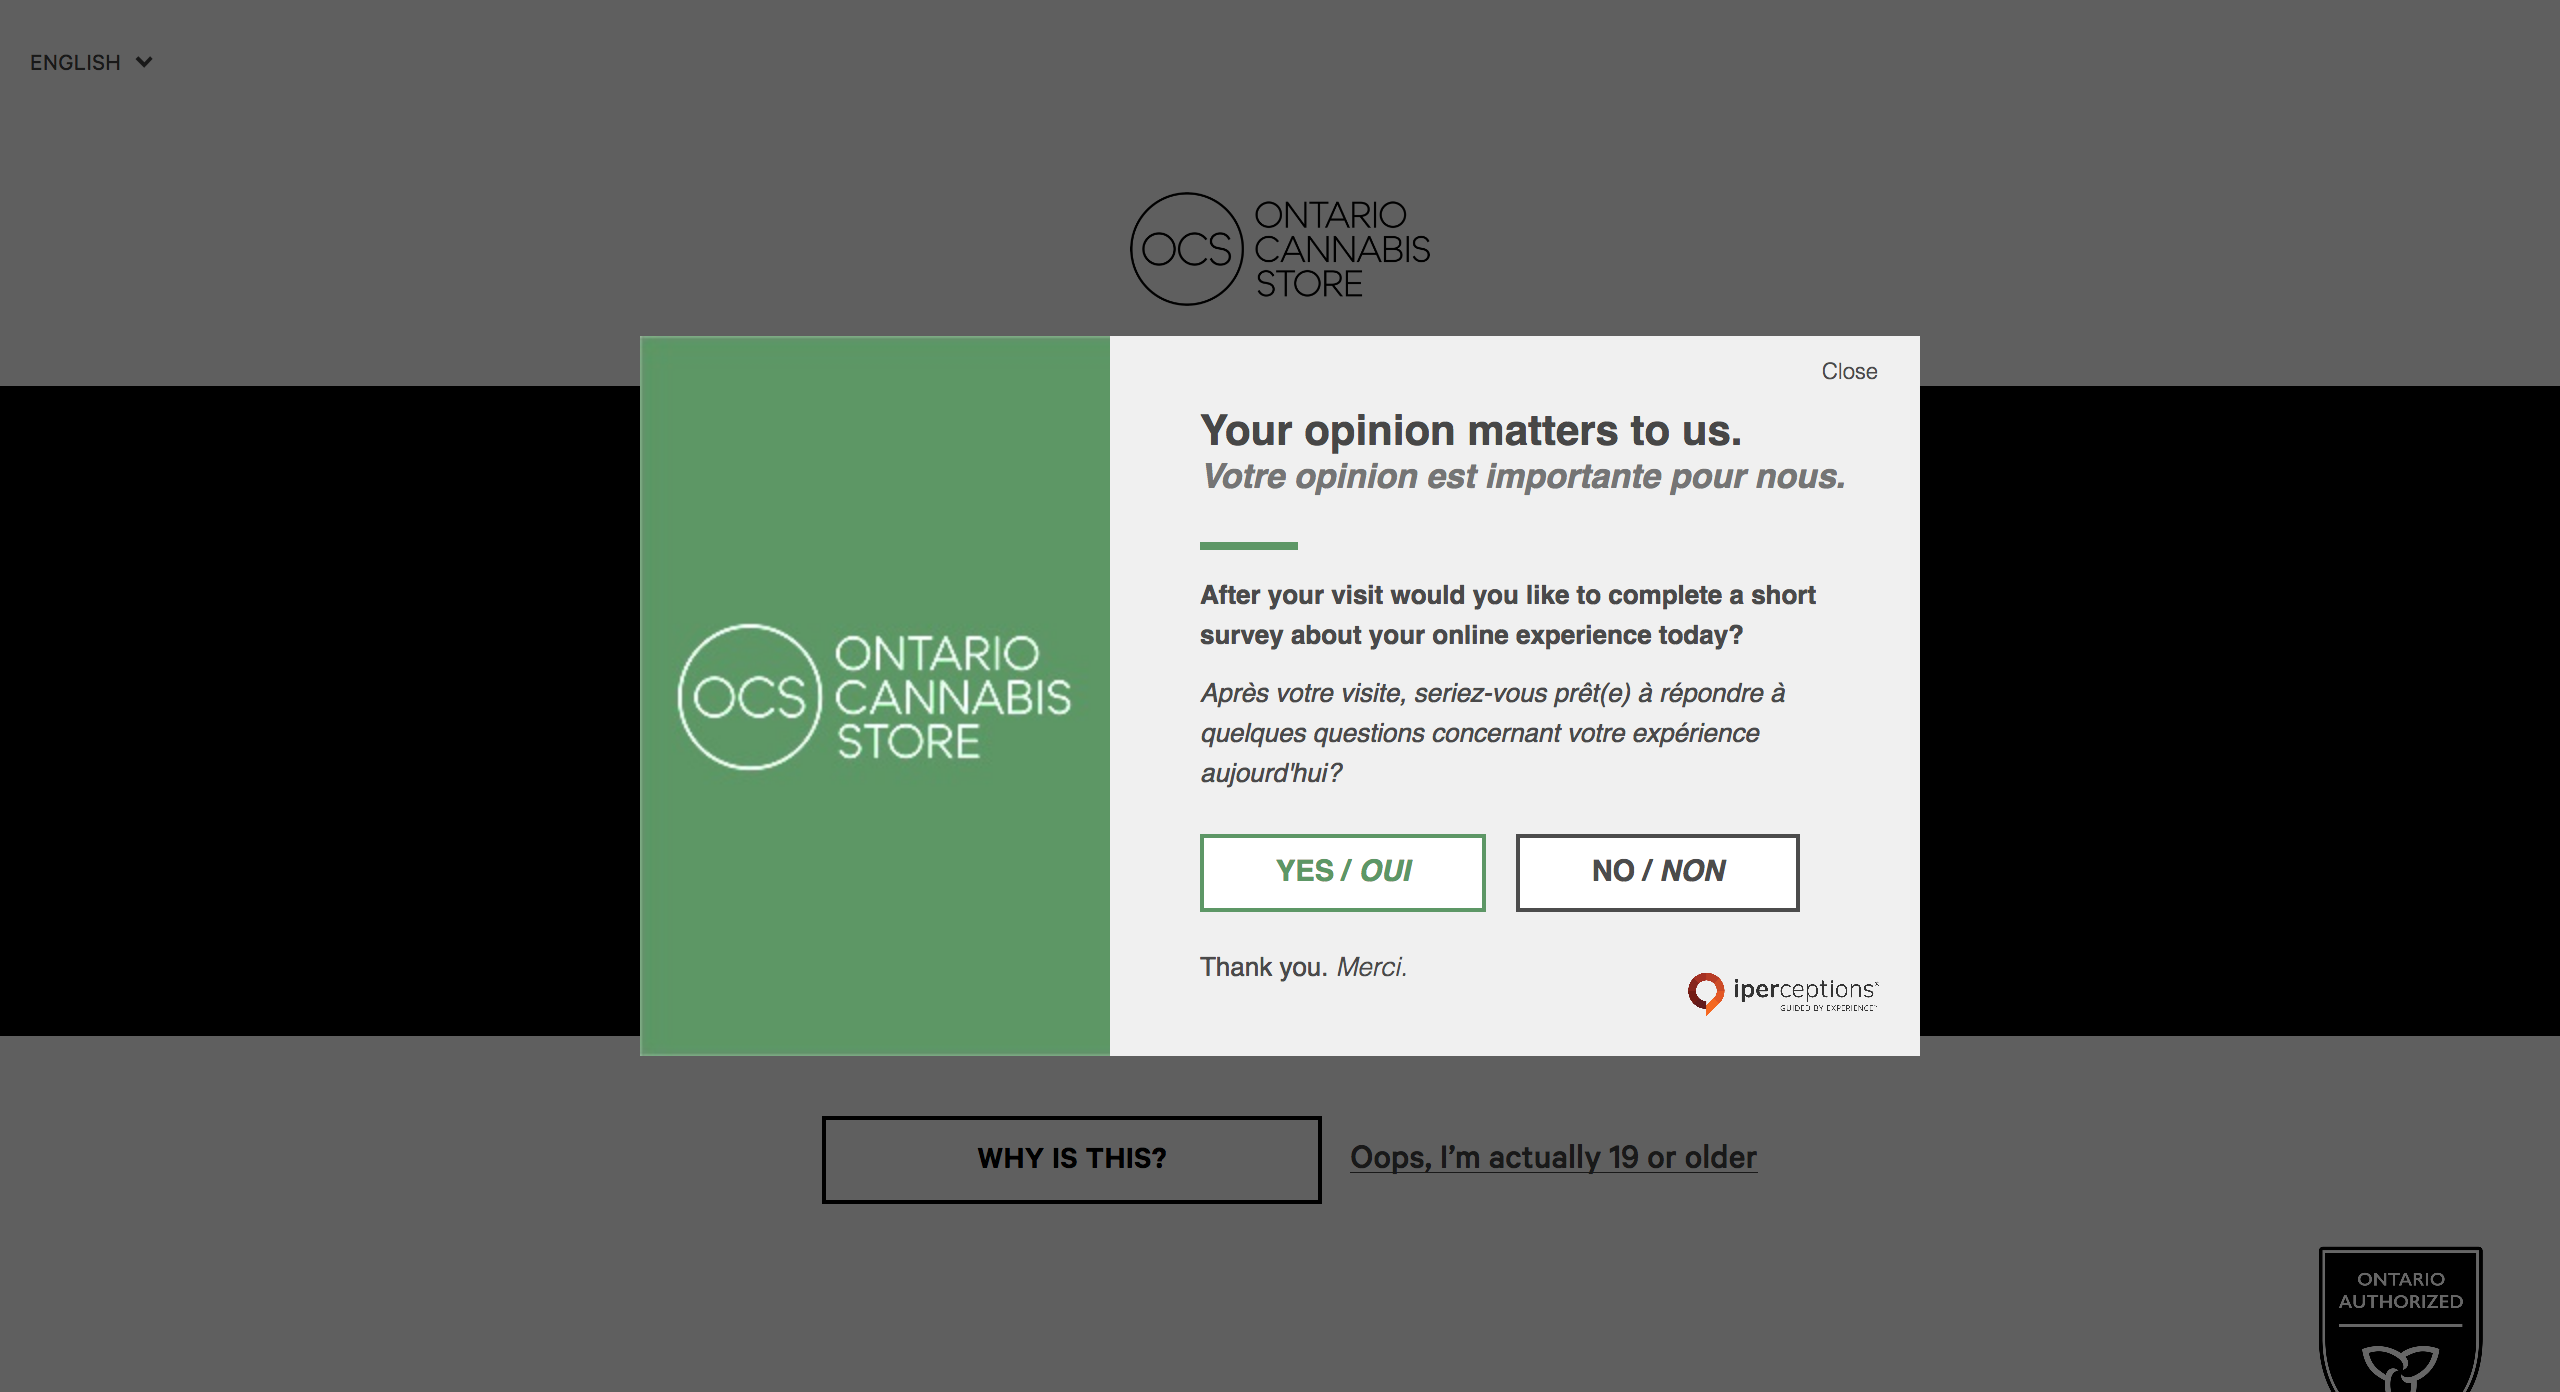 ENGLISH
OCS
ONTARIO
CANNABIS
STORE
Close
Your opinion matters to us.
Votre opinion est importante pour nous.
After your visit would you like to complete a short
survey about your online experience today?
Après votre visite, seriez-vous prêt(e) à répondre à
quelques questions concernant votre expérience
aujourd'hui?
OCS
ONTARIO
CANNABIS
STORE
YES / OUI
NO / NON
Thank you. Merci.
iperceptions
GUIDED BY EXPERIENCE
WHY IS THIS?
Oops, I’m actually 19 or older
ONTARIO
AUTHORIZED